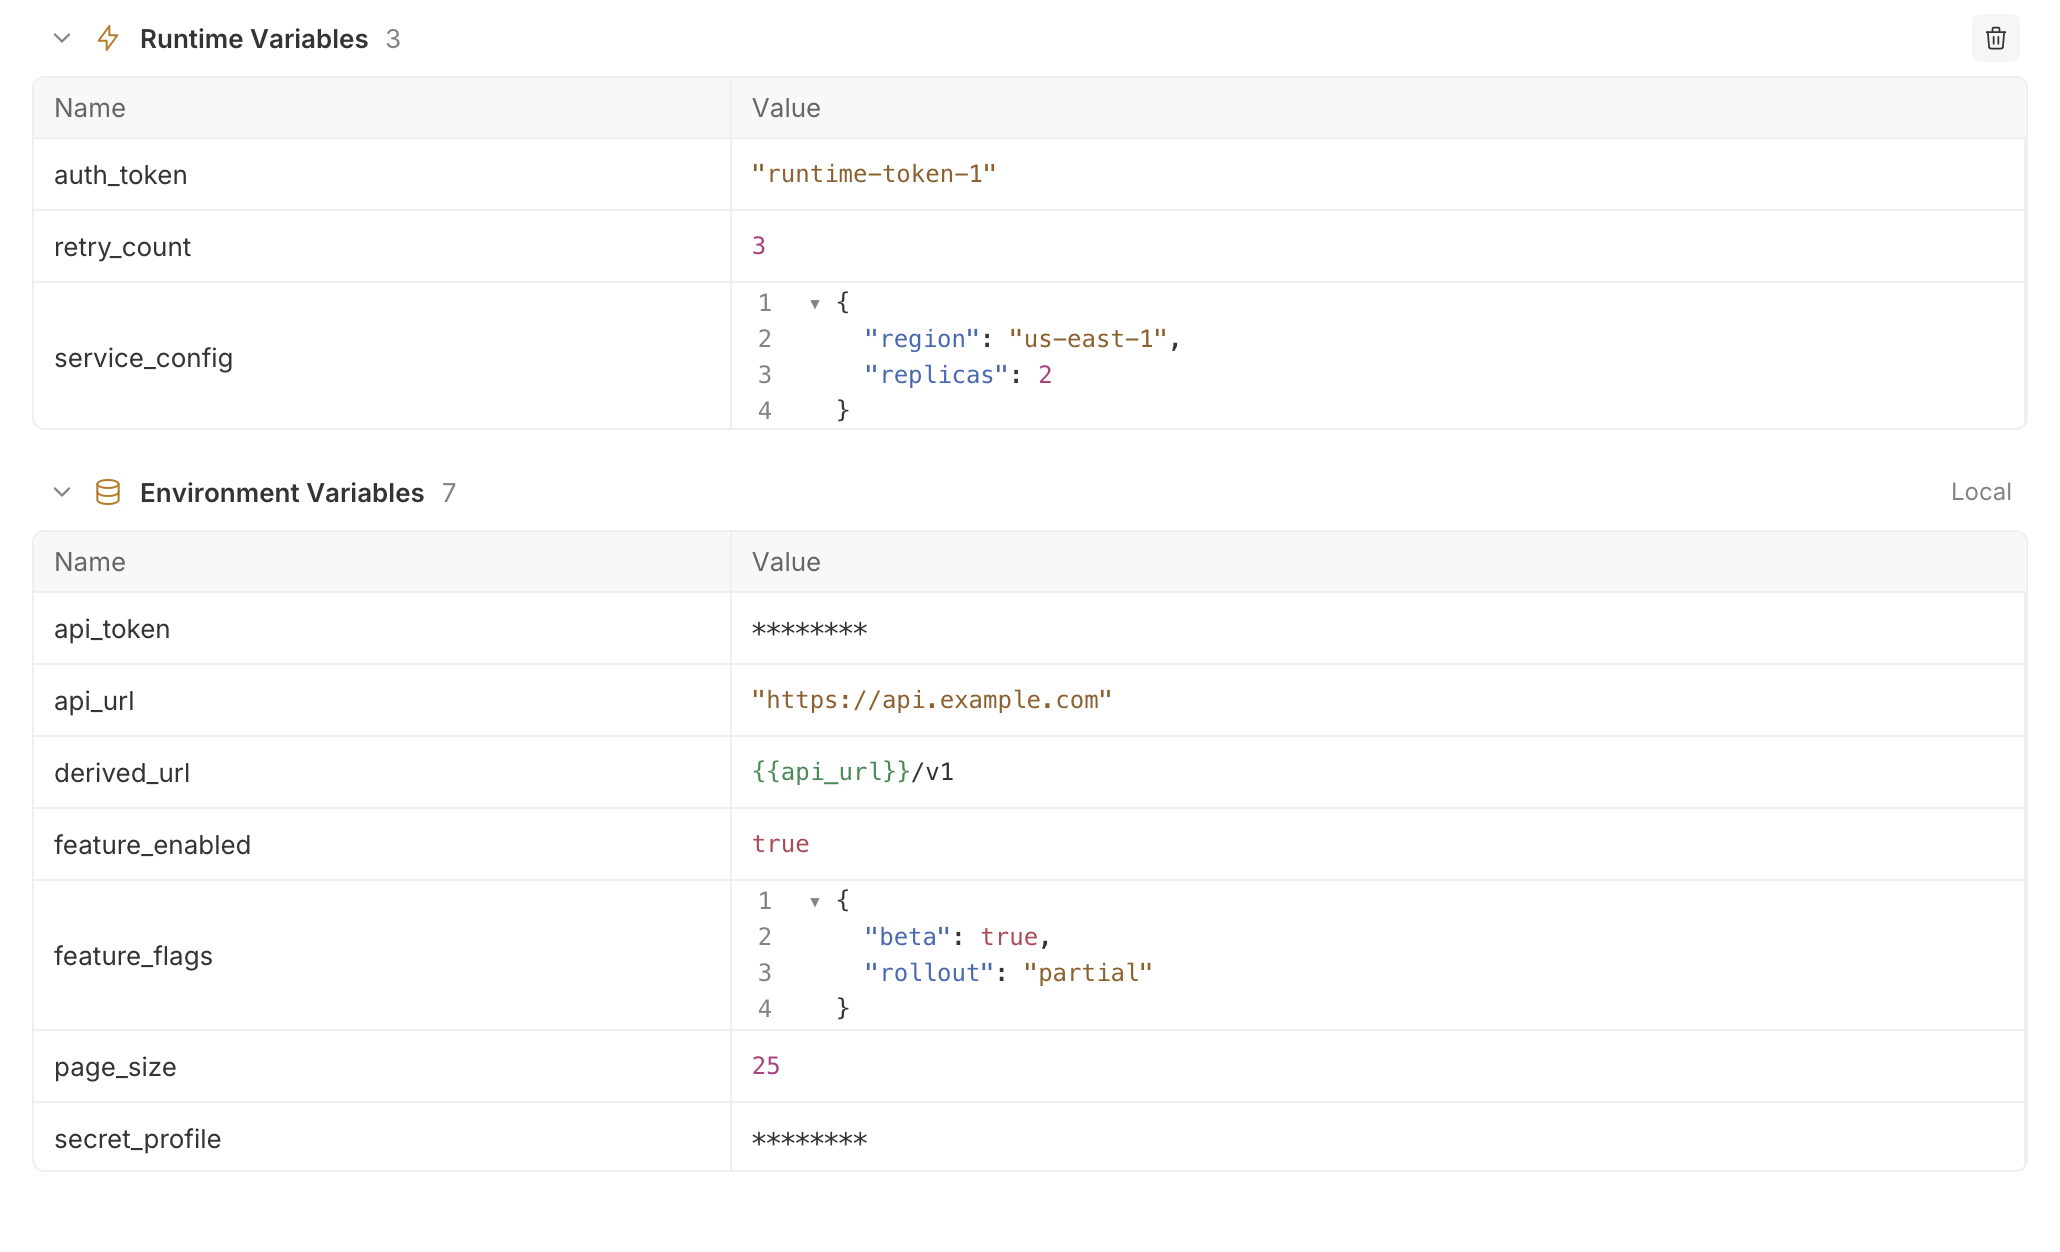 Runtime Variables 3
Name Value
auth_token "runtime-token-1"
retry_count 3
service_config
1 ▾ {
2 "region": "us-east-1",
3 "replicas": 2
4 }
Environment Variables 7 Local
Name Value
api_token ********
api_url "https://api.example.com"
derived_url {{api_url}}/v1
feature_enabled true
feature_flags
1 ▾ {
2 "beta": true,
3 "rollout": "partial"
4 }
page_size 25
secret_profile ********